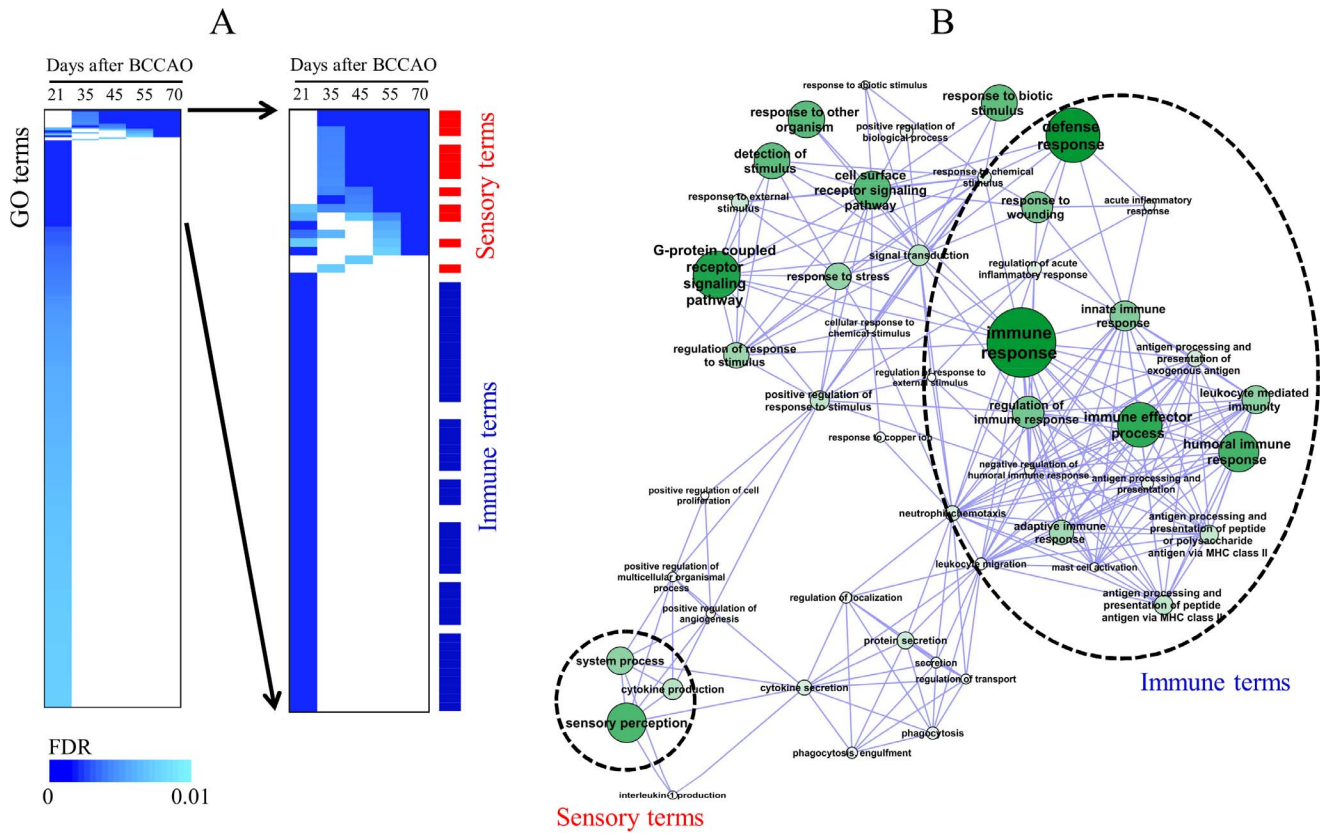 A
B
Days after BCCAO
21 35 45 55 70
GO terms
Days after BCCAO
21 35 45 55 70
Sensory terms
Immune terms
FDR
0
0.01
response to abiotic stimulus
response to other
organism
positive regulation of
biological process
response to biotic
stimulus
defense
response
detection of
stimulus
cell surface
receptor signaling
pathway
response to chemical
stimulus
response to external
stimulus
response to
wounding
acute inflammatory
response
G-protein coupled
receptor
signaling
pathway
signal transduction
response to stress
regulation of acute
inflammatory response
cellular response to
chemical stimulus
immune
response
innate immune
response
regulation of response
to stimulus
antigen processing and
presentation of
exogenous antigen
regulation of response to
external stimulus
positive regulation of
response to stimulus
regulation of
immune response
immune effector
process
leukocyte mediated
immunity
response to copper ion
humoral immune
response
negative regulation of
humoral immune response
antigen processing and
presentation
positive regulation of cell
proliferation
neutrophil chemotaxis
adaptive immune
response
antigen processing and
presentation of peptide
or polysaccharide
antigen via MHC class II
leukocyte migration
mast cell activation
positive regulation of
multicellular organismal
process
regulation of localization
antigen processing and
presentation of peptide
antigen via MHC class II
positive regulation of
angiogenesis
protein secretion
system process
secretion
cytokine production
cytokine secretion
regulation of transport
Immune terms
sensory perception
phagocytosis
phagocytosis, engulfment
interleukin-1 production
Sensory terms